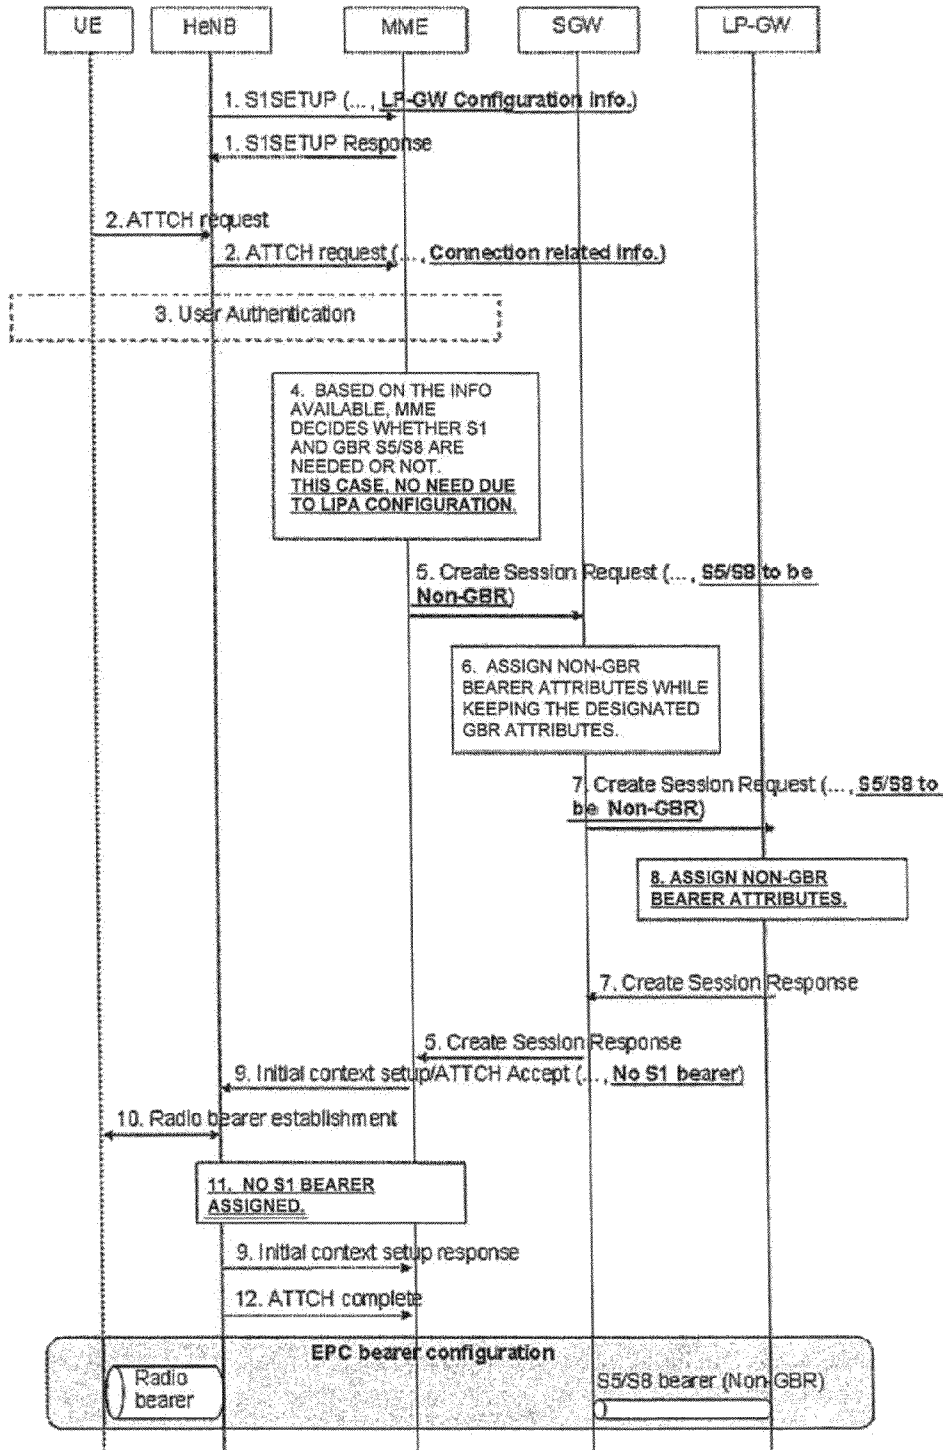 UE HeNB MME SGW LP-GW
1. S1SETUP (..., LP-GW Configuration Info.)
1. S1SETUP Response
2. ATTCH request
2. ATTCH request (..., Connection related Info.)
3. User Authentication
4. BASED ON THE INFO
AVAILABLE, MME
DECIDES WHETHER S1
AND GBR S5/S8 ARE
NEEDED OR NOT.
THIS CASE, NO NEED DUE
TO LIPA CONFIGURATION.
5. Create Session Request (..., S5/S8 to be
Non-GBR)
6. ASSIGN NON-GBR
BEARER ATTRIBUTES WHILE
KEEPING THE DESIGNATED
GBR ATTRIBUTES.
7. Create Session Request (..., S5/S8 to
be Non-GBR)
8. ASSIGN NON-GBR
BEARER ATTRIBUTES.
7. Create Session Response
5. Create Session Response
9. Initial context setup/ATTCH Accept (..., No S1 bearer)
10. Radio bearer establishment
11. NO S1 BEARER
ASSIGNED.
9. Initial context setup response
12. ATTCH complete
EPC bearer configuration
Radio
bearer
S5/S8 bearer (Non-GBR)